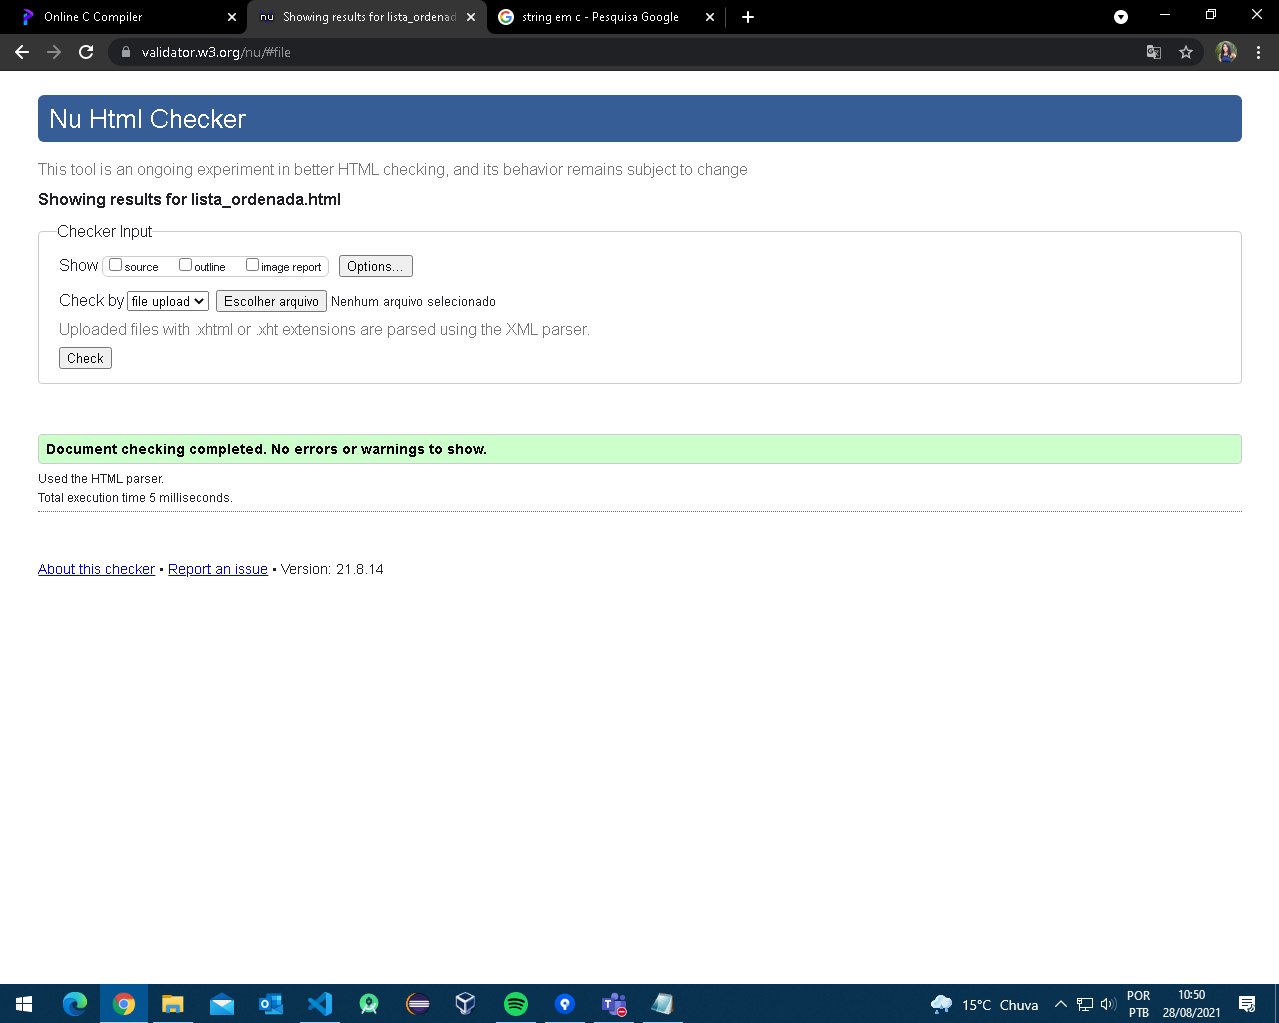 Online C Compiler
nu Showing results for lista_ordenad
string em c - Pesquisa Google
validator.w3.org/nu/#file
Nu Html Checker
This tool is an ongoing experiment in better HTML checking, and its behavior remains subject to change
Showing results for lista_ordenada.html
Checker Input
Show source outline image report Options...
Check by file upload Escolher arquivo Nenhum arquivo selecionado
Uploaded files with .xhtml or .xht extensions are parsed using the XML parser.
Check
Document checking completed. No errors or warnings to show.
Used the HTML parser.
Total execution time 5 milliseconds.
About this checker • Report an issue • Version: 21.8.14
15°C Chuva
POR
PTB
10:50
28/08/2021